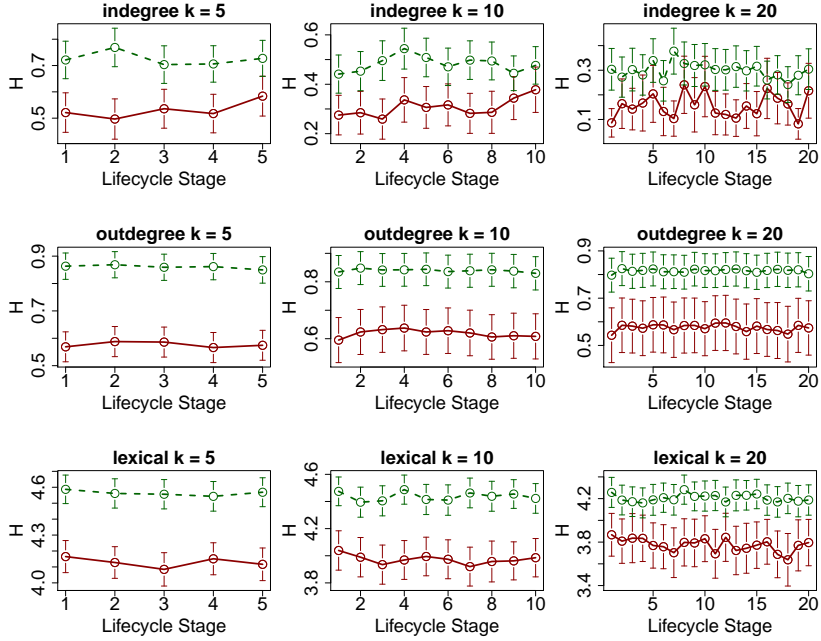 indegree k = 5
H
0.5 0.7
1 2 3 4 5
Lifecycle Stage
indegree k = 10
H
0.2 0.4 0.6
2 4 6 8 10
Lifecycle Stage
indegree k = 20
H
0.1 0.3
5 10 15 20
Lifecycle Stage
outdegree k = 5
H
0.5 0.7 0.9
1 2 3 4 5
Lifecycle Stage
outdegree k = 10
H
0.6 0.8
2 4 6 8 10
Lifecycle Stage
outdegree k = 20
H
0.5 0.7 0.9
5 10 15 20
Lifecycle Stage
lexical k = 5
H
4.0 4.3 4.6
1 2 3 4 5
Lifecycle Stage
lexical k = 10
H
3.8 4.2 4.6
2 4 6 8 10
Lifecycle Stage
lexical k = 20
H
3.4 3.8 4.2
5 10 15 20
Lifecycle Stage